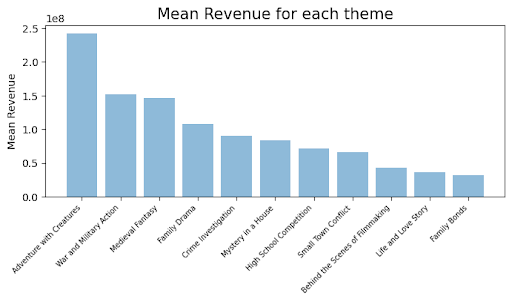 Mean Revenue for each theme
1e8
2.5
2.0
1.5
1.0
0.5
0.0
Mean Revenue
Adventure with Creatures
War and Military Action
Medieval Fantasy
Family Drama
Crime Investigation
Mystery in a House
High School Competition
Small Town Conflict
Behind the Scenes of Filmmaking
Life and Love Story
Family Bonds